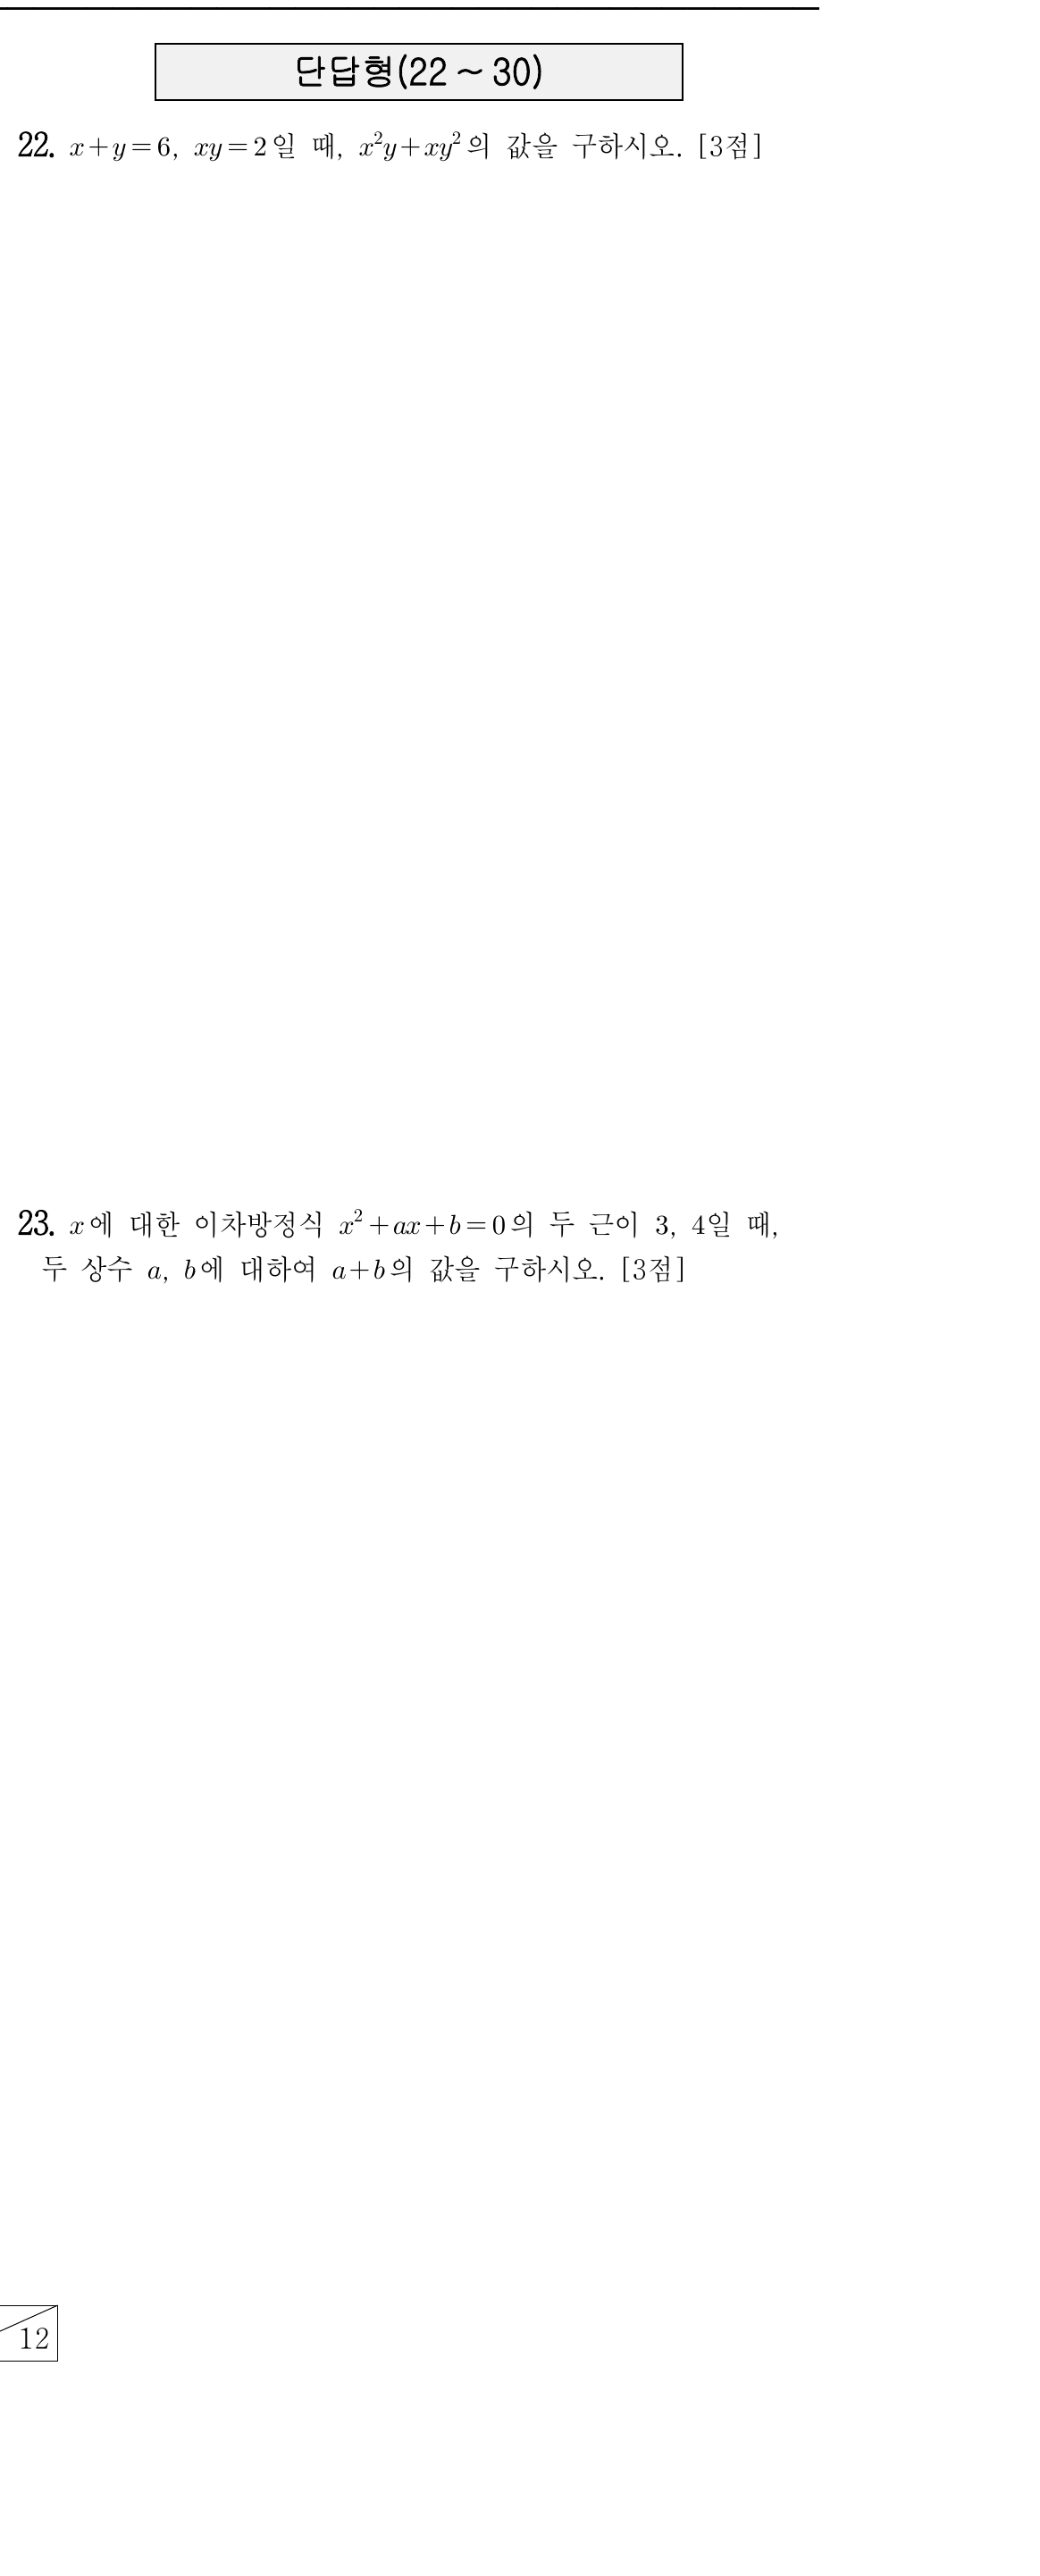 단답형(22 ~ 30)
22. x+y=6, xy=2일 때, x²y+xy²의 값을 구하시오. [3점]
23. x에 대한 이차방정식 x²+ax+b=0의 두 근이 3, 4일 때,
두 상수 a, b에 대하여 a+b의 값을 구하시오. [3점]
12